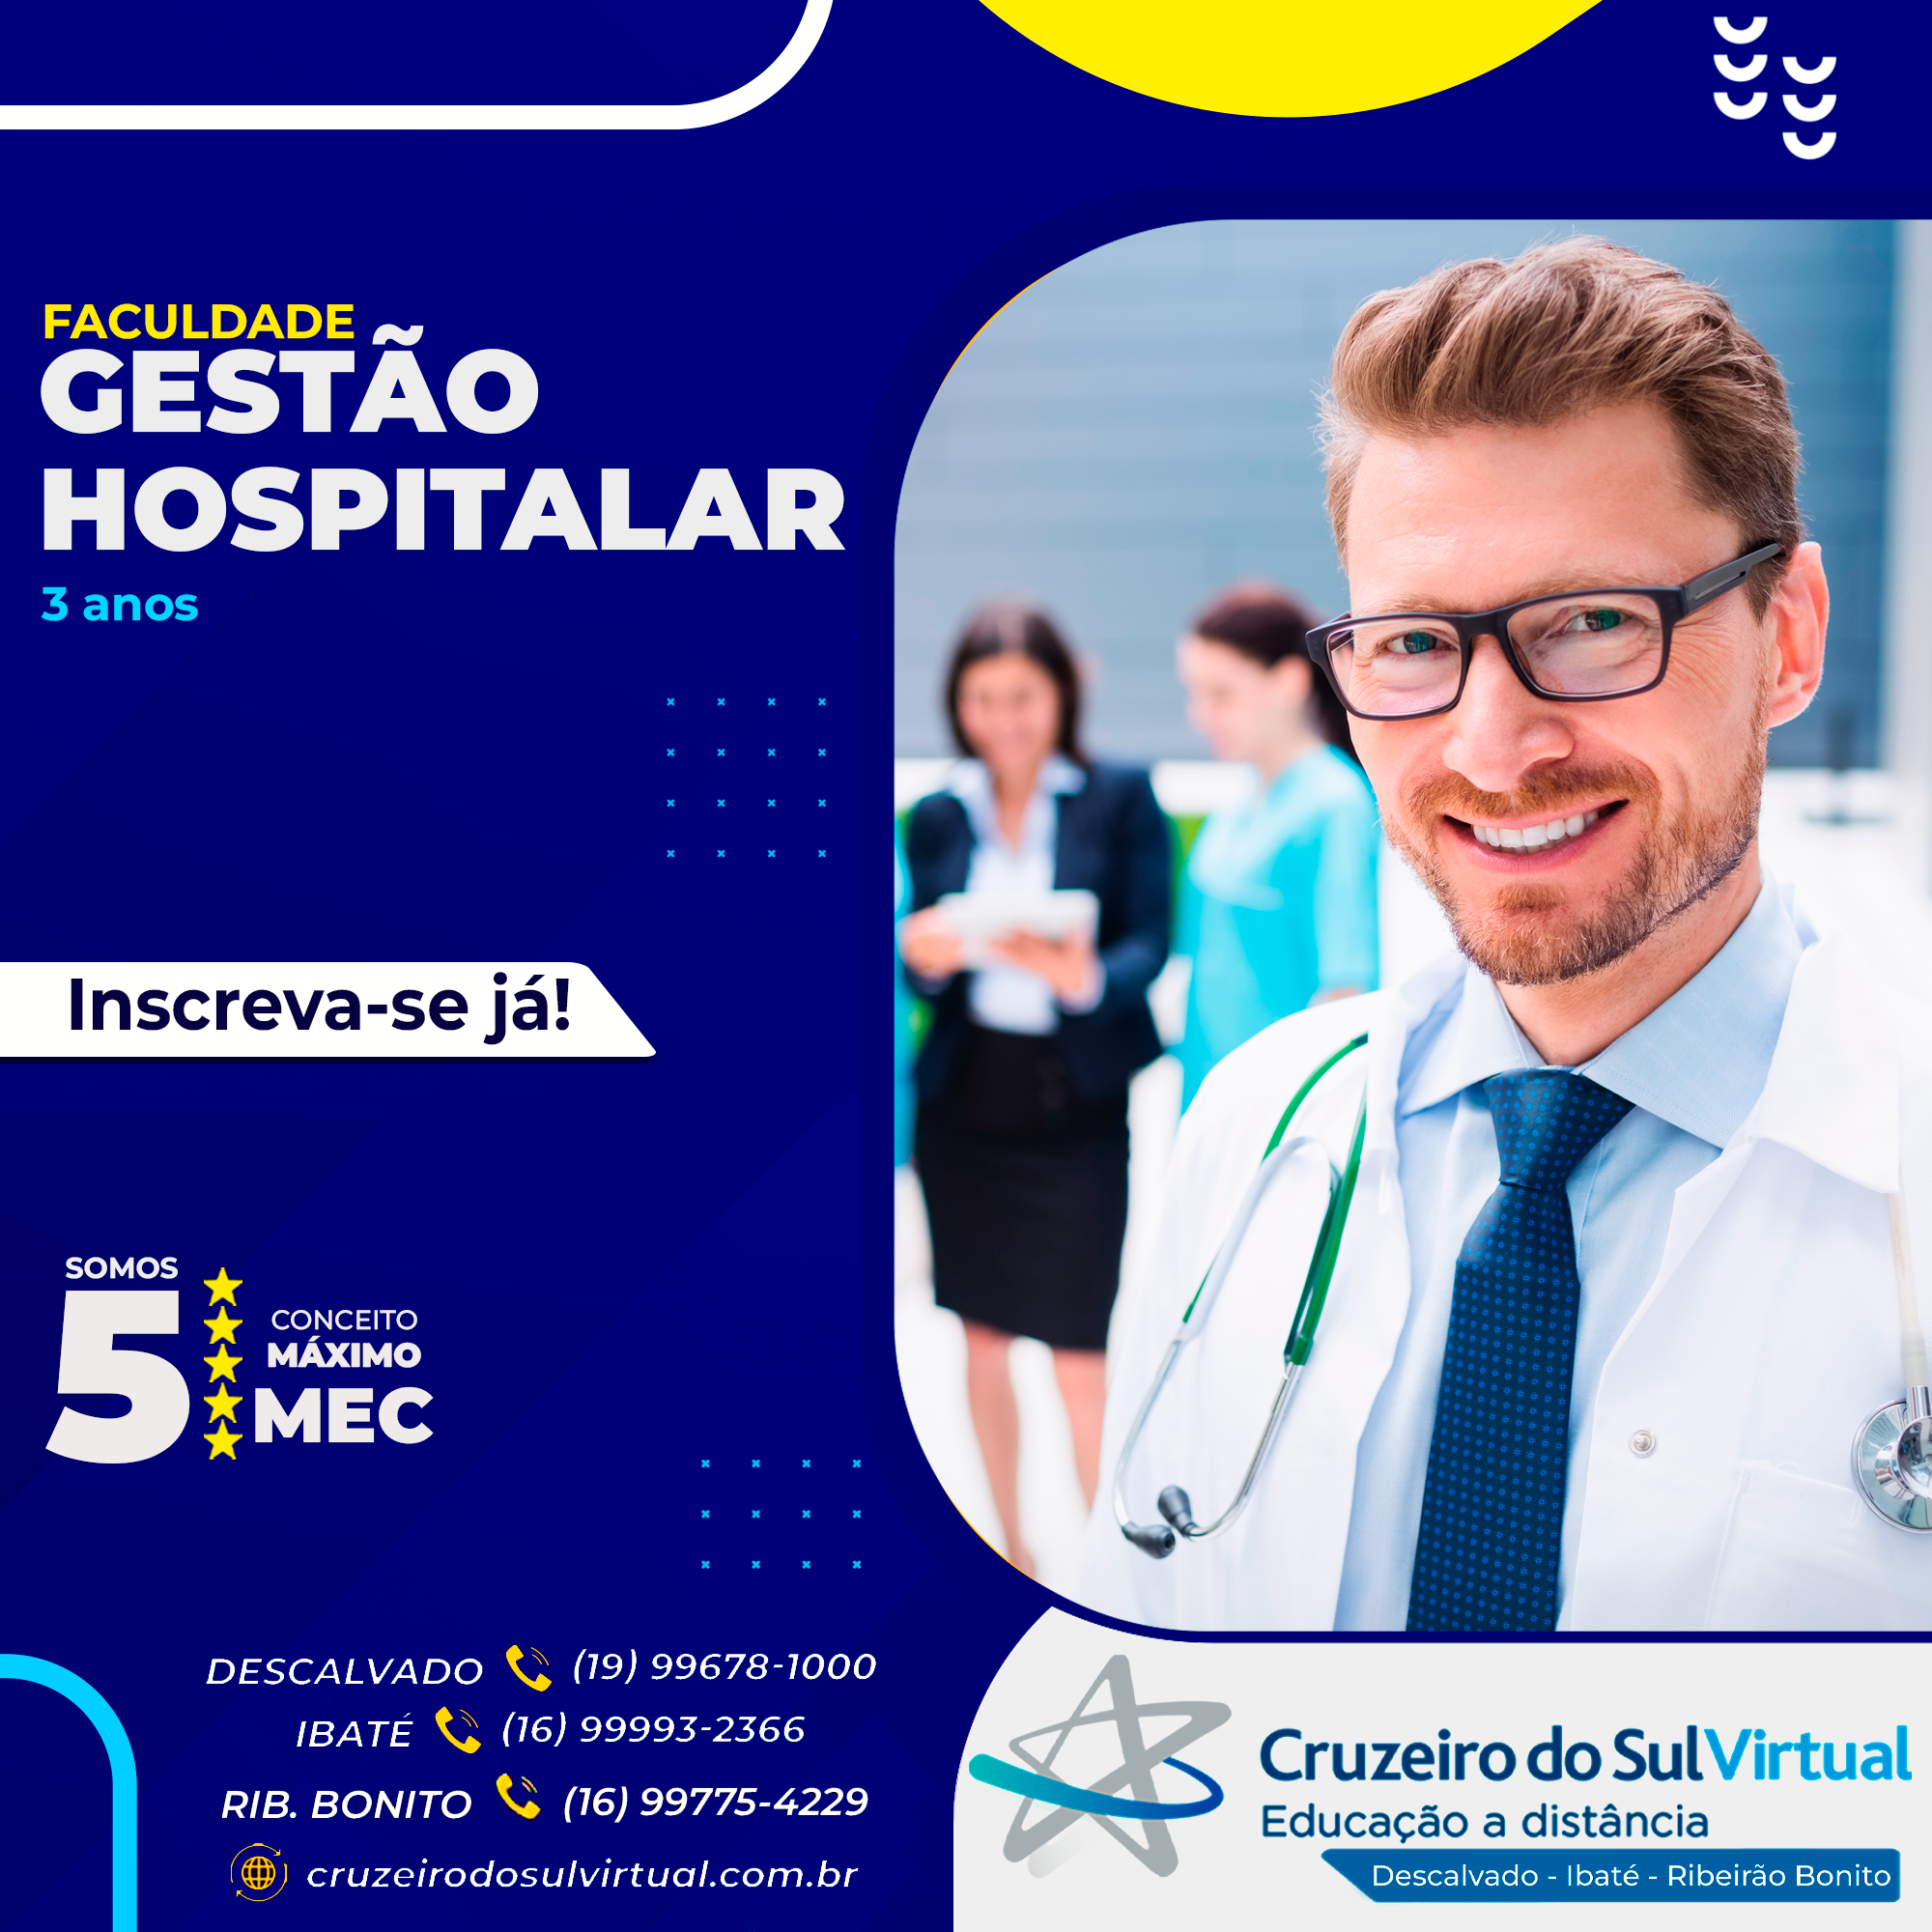 FACULDADE
GESTÃO
HOSPITALAR
3 anos
Inscreva-se já!
SOMOS
5
CONCEITO
MÁXIMO
MEC
DESCALVADO (19) 99678-1000
IBATÉ (16) 99993-2366
RIB. BONITO (16) 99775-4229
cruzeirodosulvirtual.com.br
Cruzeiro do Sul Virtual
Educação a distância
Descalvado - Ibaté - Ribeirão Bonito